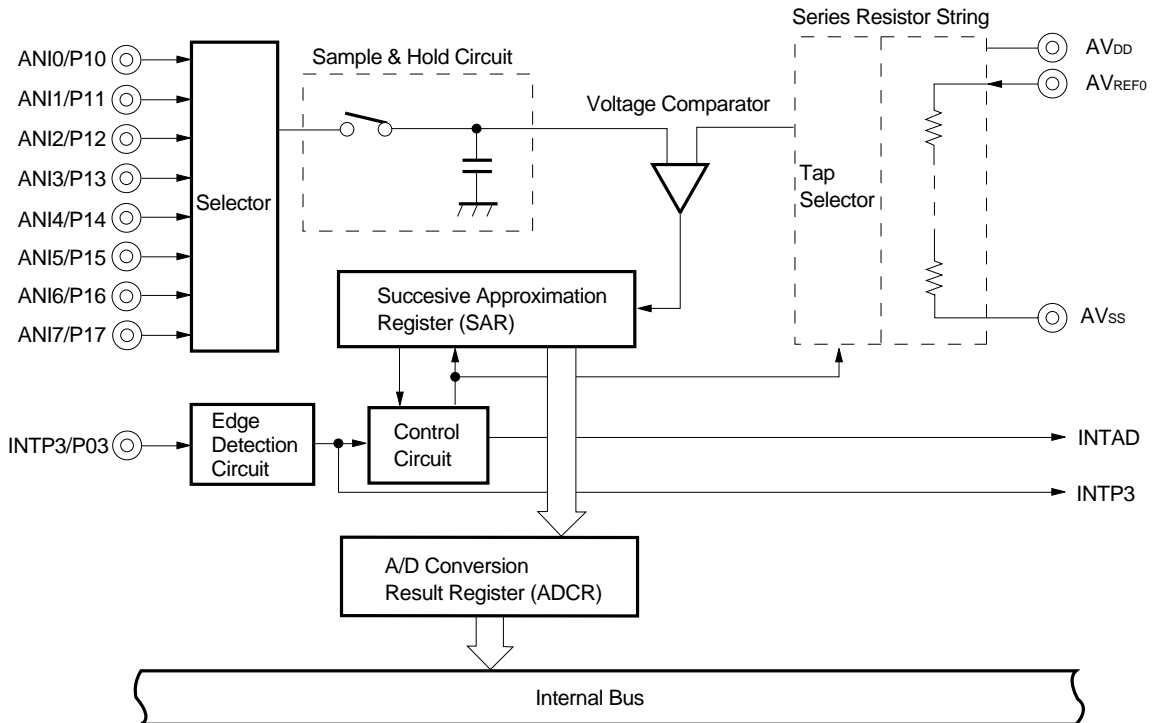 Series Resistor String
ANI0/P10
ANI1/P11
ANI2/P12
ANI3/P13
ANI4/P14
ANI5/P15
ANI6/P16
ANI7/P17
Selector
Sample & Hold Circuit
Voltage Comparator
Tap
Selector
AVDD
AVREF0
AVSS
Succesive Approximation
Register (SAR)
INTP3/P03
Edge
Detection
Circuit
Control
Circuit
INTAD
INTP3
A/D Conversion
Result Register (ADCR)
Internal Bus